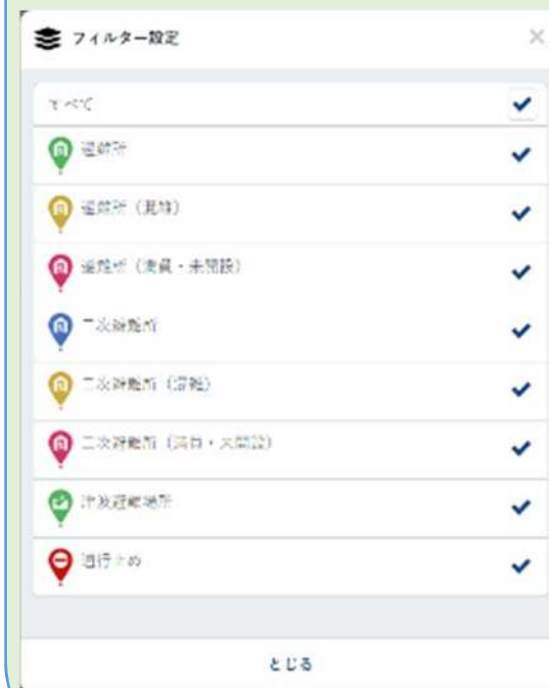 フィルター設定
すべて
避難所
避難所（混雑）
避難所（満員・未開設）
二次避難所
二次避難所（混雑）
二次避難所（満員・未開設）
津波避難場所
通行止め
とじる